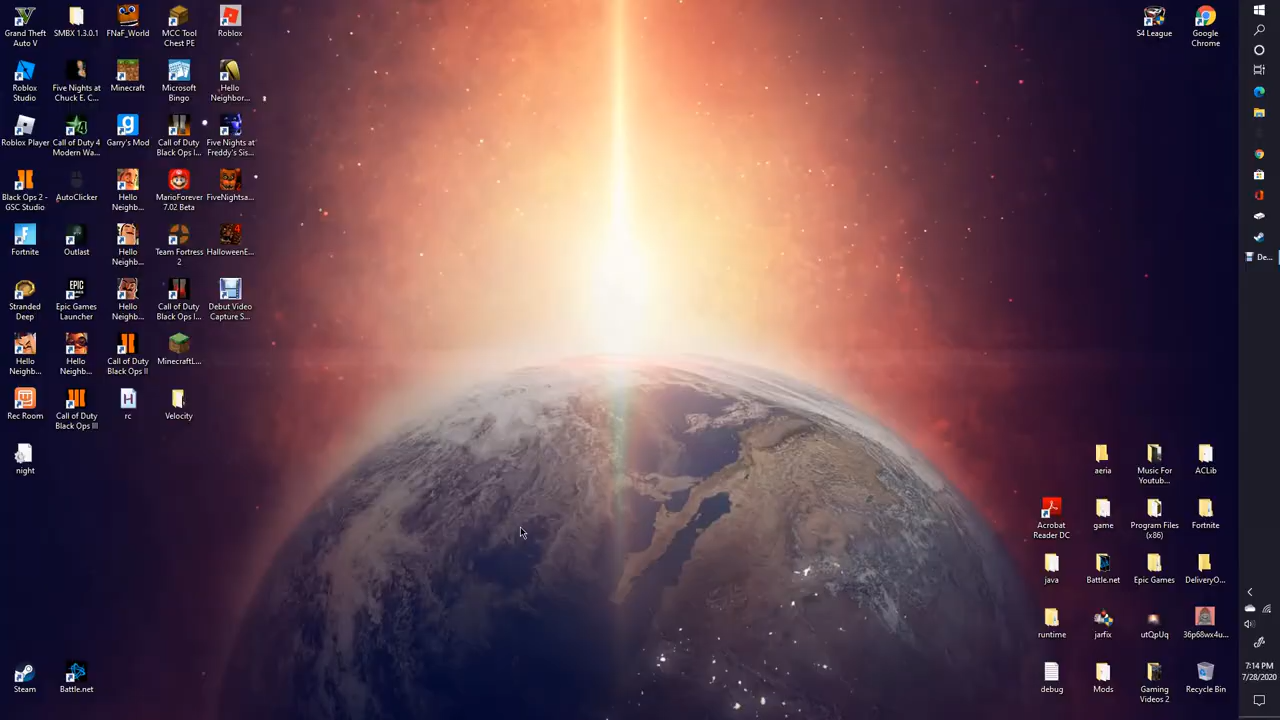 Grand Theft
Auto V
SMBX 1.3.0.1
FNaF_World
MCC Tool
Chest PE
Roblox
Roblox
Studio
Five Nights at
Chuck E. C...
Minecraft
Microsoft
Bingo
Hello
Neighbor...
Roblox Player
Call of Duty 4
Modern Wa...
Garry's Mod
Call of Duty
Black Ops I...
Five Nights at
Freddy's Sis...
Black Ops 2 -
GSC Studio
AutoClicker
Hello
Neighb...
MarioForever
7.02 Beta
FiveNightsa...
Fortnite
Outlast
Hello
Neighb...
Team Fortress
2
HalloweenE...
Stranded
Deep
Epic Games
Launcher
Hello
Neighb...
Call of Duty
Black Ops I...
Debut Video
Capture S...
Hello
Neighb...
Hello
Neighb...
Call of Duty
Black Ops II
MinecraftL...
Rec Room
Call of Duty
Black Ops III
rc
Velocity
night
Steam
Battle.net
S4 League
Google
Chrome
aeria
Music For
Youtub...
ACLib
Acrobat
Reader DC
game
Program Files
(x86)
Fortnite
java
Battle.net
Epic Games
DeliveryO...
runtime
jarfix
utQpUq
36p68wx4u...
debug
Mods
Gaming
Videos 2
Recycle Bin
De...
7:14 PM
7/28/2020